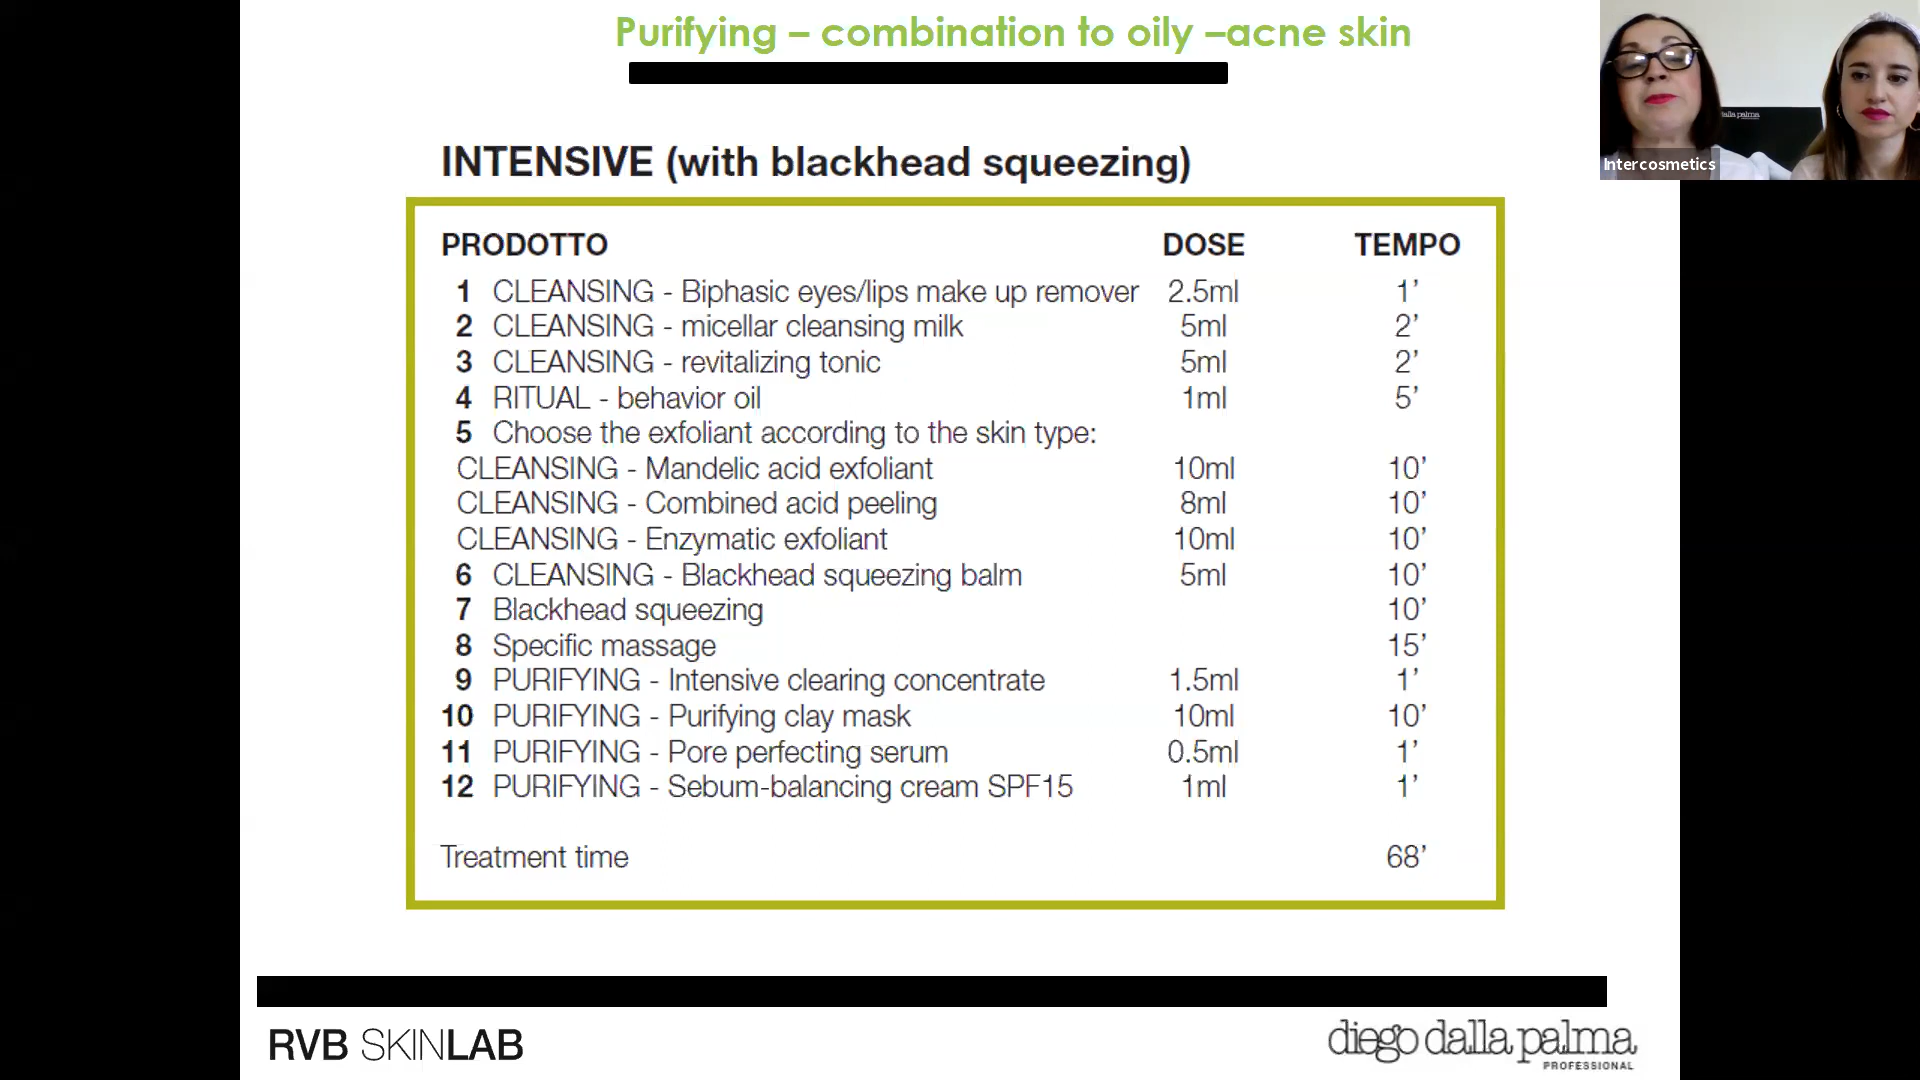 Purifying – combination to oily –acne skin
INTENSIVE (with blackhead squeezing)
PRODOTTO DOSE TEMPO
1 CLEANSING - Biphasic eyes/lips make up remover 2.5ml 1’
2 CLEANSING - micellar cleansing milk 5ml 2’
3 CLEANSING - revitalizing tonic 5ml 2’
4 RITUAL - behavior oil 1ml 5’
5 Choose the exfoliant according to the skin type:
CLEANSING - Mandelic acid exfoliant 10ml 10’
CLEANSING - Combined acid peeling 8ml 10’
CLEANSING - Enzymatic exfoliant 10ml 10’
6 CLEANSING - Blackhead squeezing balm 5ml 10’
7 Blackhead squeezing 10’
8 Specific massage 15’
9 PURIFYING - Intensive clearing concentrate 1.5ml 1’
10 PURIFYING - Purifying clay mask 10ml 10’
11 PURIFYING - Pore perfecting serum 0.5ml 1’
12 PURIFYING - Sebum-balancing cream SPF15 1ml 1’
Treatment time 68’
RVB SKINLAB
diego dalla palma
PROFESSIONAL
dalla palma
Intercosmetics